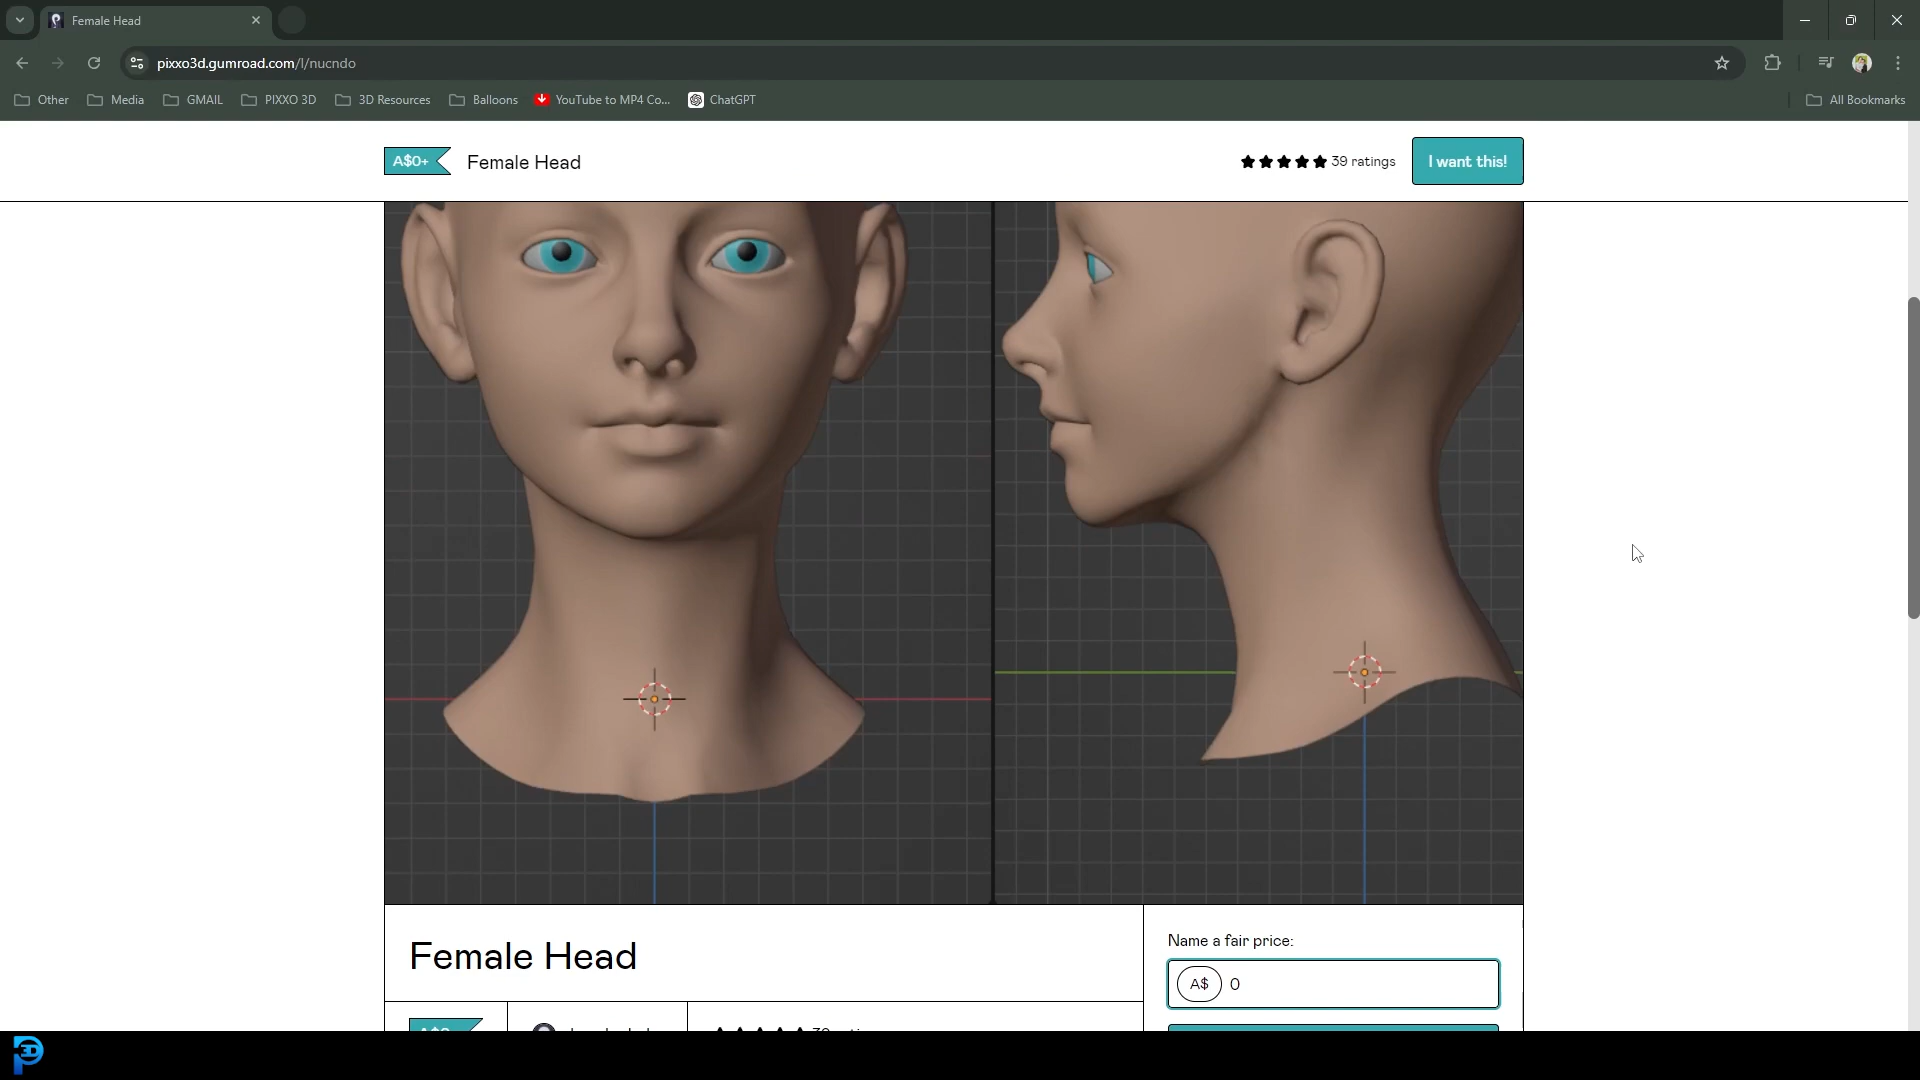 Female Head
pixxo3d.gumroad.com/l/nucndo
Other
Media
GMAIL
PIXXO 3D
3D Resources
Balloons
YouTube to MP4 Co...
ChatGPT
All Bookmarks
A$0+
Female Head
39 ratings
I want this!
Female Head
Name a fair price:
A$
0
3D